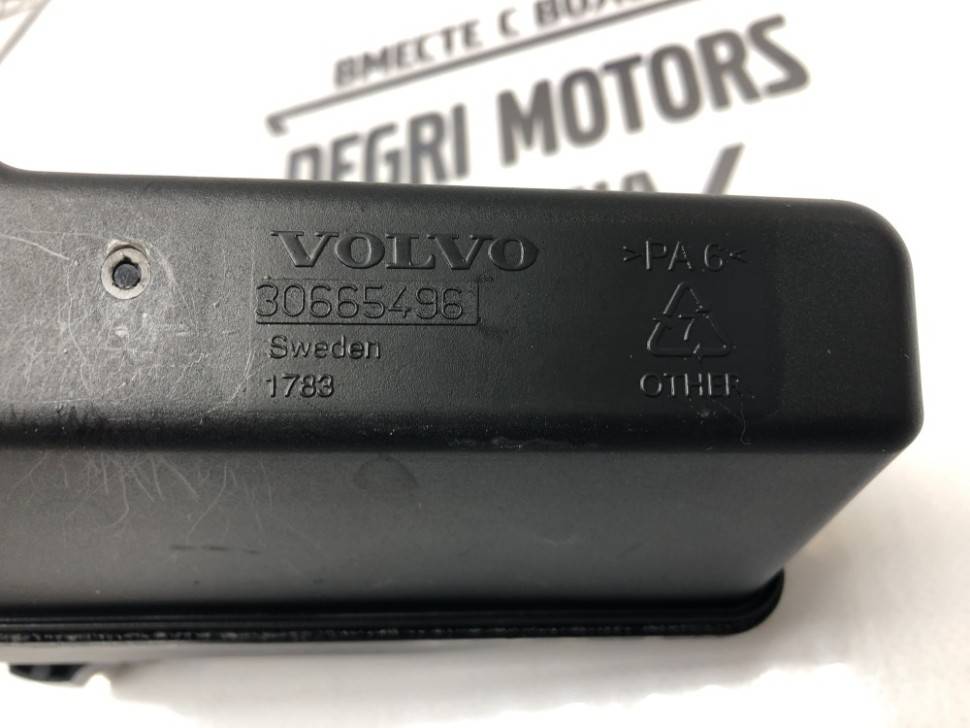 ВМЕСТЕ С
REGRI MOTORS
VOLVO
30665496
Sweden
1783
>PA 6<
7
OTHER